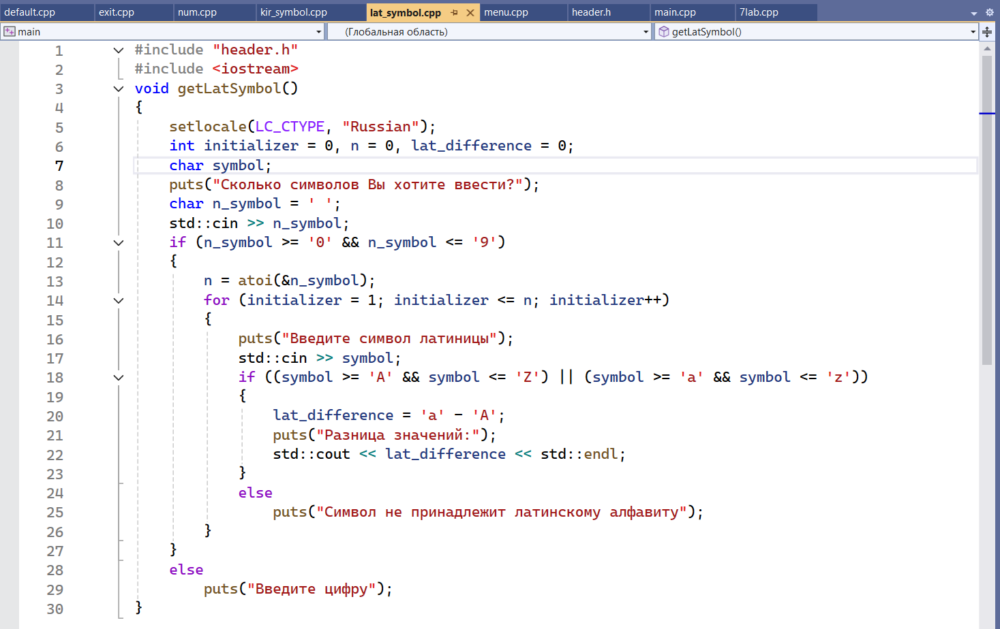 default.cpp exit.cpp num.cpp kir_symbol.cpp lat_symbol.cpp menu.cpp header.h main.cpp 7lab.cpp
main (Глобальная область) getLatSymbol()
1 #include "header.h"
2 #include <iostream>
3 void getLatSymbol()
4 {
5 setlocale(LC_CTYPE, "Russian");
6 int initializer = 0, n = 0, lat_difference = 0;
7 char symbol;
8 puts("Сколько символов Вы хотите ввести?");
9 char n_symbol = ' ';
10 std::cin >> n_symbol;
11 if (n_symbol >= '0' && n_symbol <= '9')
12 {
13 n = atoi(&n_symbol);
14 for (initializer = 1; initializer <= n; initializer++)
15 {
16 puts("Введите символ латиницы");
17 std::cin >> symbol;
18 if ((symbol >= 'A' && symbol <= 'Z') || (symbol >= 'a' && symbol <= 'z'))
19 {
20 lat_difference = 'a' - 'A';
21 puts("Разница значений:");
22 std::cout << lat_difference << std::endl;
23 }
24 else
25 puts("Символ не принадлежит латинскому алфавиту");
26 }
27 }
28 else
29 puts("Введите цифру");
30 }